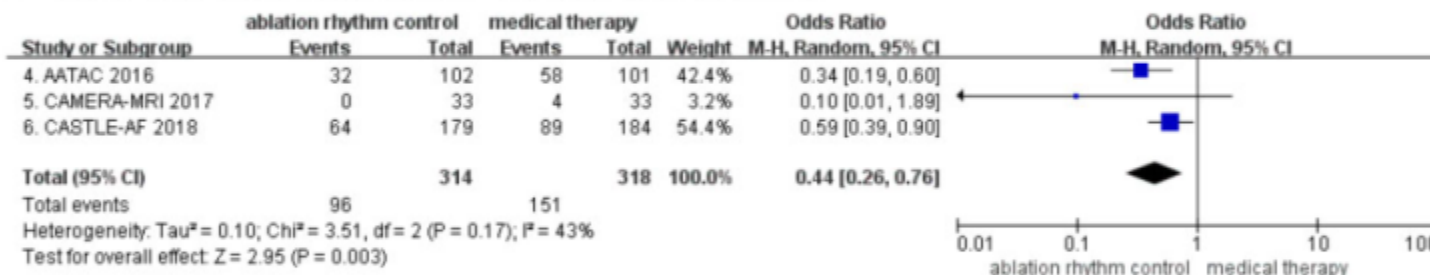 ablation rhythm control medical therapy Odds Ratio Odds Ratio
Study or Subgroup Events Total Events Total Weight M-H, Random, 95% CI M-H, Random, 95% CI
4. AATAC 2016 32 102 58 101 42.4% 0.34 [0.19, 0.60]
5. CAMERA-MRI 2017 0 33 4 33 3.2% 0.10 [0.01, 1.89]
6. CASTLE-AF 2018 64 179 89 184 54.4% 0.59 [0.39, 0.90]
Total (95% CI) 314 318 100.0% 0.44 [0.26, 0.76]
Total events 96 151
Heterogeneity: Tau² = 0.10; Chi² = 3.51, df = 2 (P = 0.17); I² = 43%
Test for overall effect: Z = 2.95 (P = 0.003)
0.01 0.1 1 10 100
ablation rhythm control medical therapy